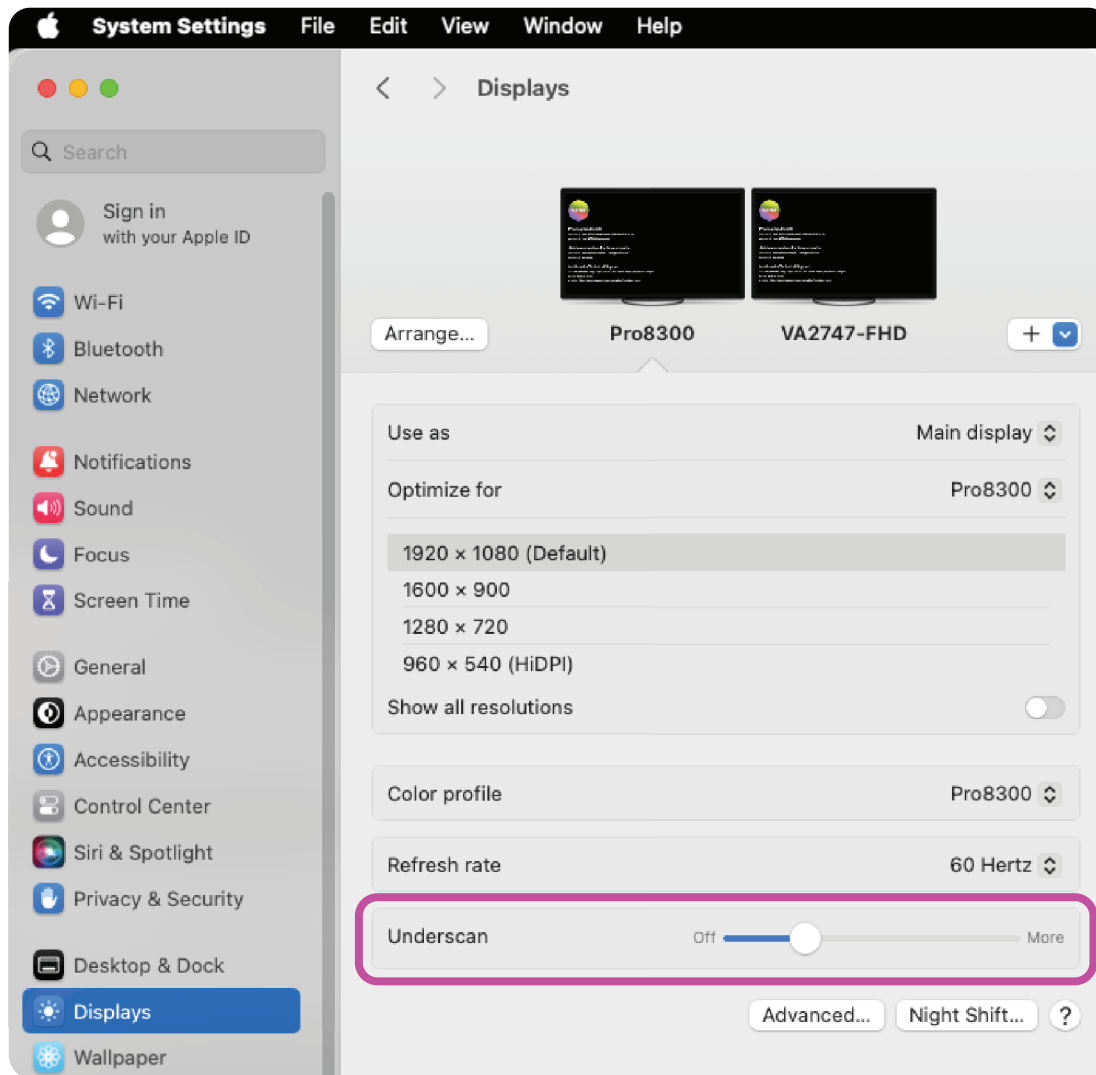 System Settings File Edit View Window Help
Displays
Search
Sign in
with your Apple ID
Wi-Fi
Bluetooth
Network
Notifications
Sound
Focus
Screen Time
General
Appearance
Accessibility
Control Center
Siri & Spotlight
Privacy & Security
Desktop & Dock
Displays
Wallpaper
Arrange...
Pro8300
VA2747-FHD
+
Use as Main display
Optimize for Pro8300
1920 × 1080 (Default)
1600 × 900
1280 × 720
960 × 540 (HiDPI)
Show all resolutions
Color profile Pro8300
Refresh rate 60 Hertz
Underscan Off More
Advanced... Night Shift... ?